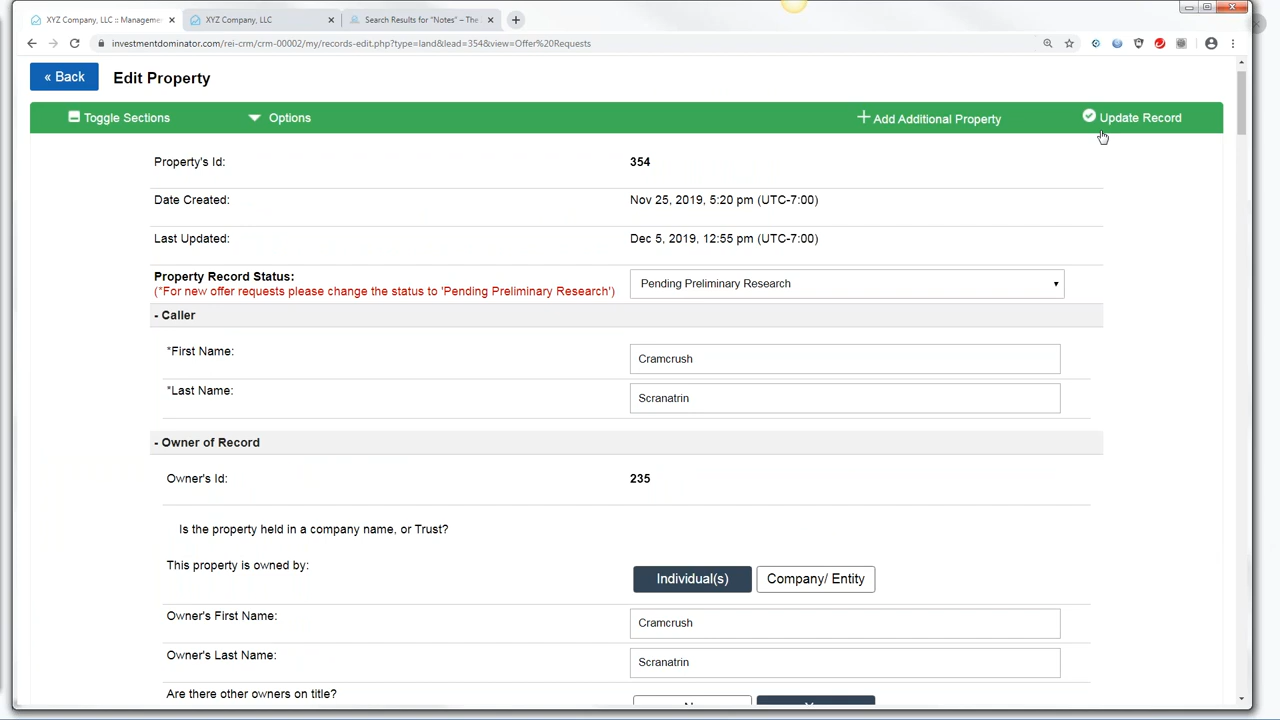 XYZ Company, LLC :: Manageme
XYZ Company, LLC
Search Results for "Notes" – The
investmentdominator.com/rei-crm/crm-00002/my/records-edit.php?type=land&lead=354&view=Offer%20Requests
« Back
Edit Property
Toggle Sections
Options
Add Additional Property
Update Record
Property's Id:
354
Date Created:
Nov 25, 2019, 5:20 pm (UTC-7:00)
Last Updated:
Dec 5, 2019, 12:55 pm (UTC-7:00)
Property Record Status:
(*For new offer requests please change the status to 'Pending Preliminary Research')
Pending Preliminary Research
- Caller
*First Name:
Cramcrush
*Last Name:
Scranatrin
- Owner of Record
Owner's Id:
235
Is the property held in a company name, or Trust?
This property is owned by:
Individual(s)
Company/ Entity
Owner's First Name:
Cramcrush
Owner's Last Name:
Scranatrin
Are there other owners on title?